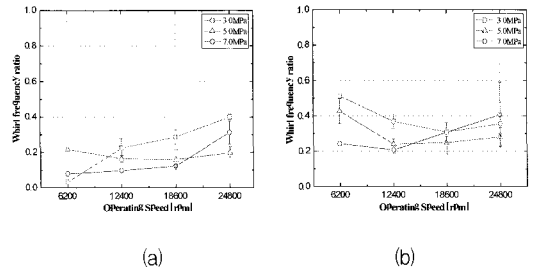 1.0
0.8
0.6
0.4
0.2
0.0
Whirl frequency ratio
3.0MPa
5.0MPa
7.0MPa
6200 12400 18600 24800
Operating Speed [rpm]
(a)
1.0
0.8
0.6
0.4
0.2
0.0
Whirl frequency ratio
3.0MPa
5.0MPa
7.0MPa
6200 12400 18600 24800
Operating Speed [rpm]
(b)